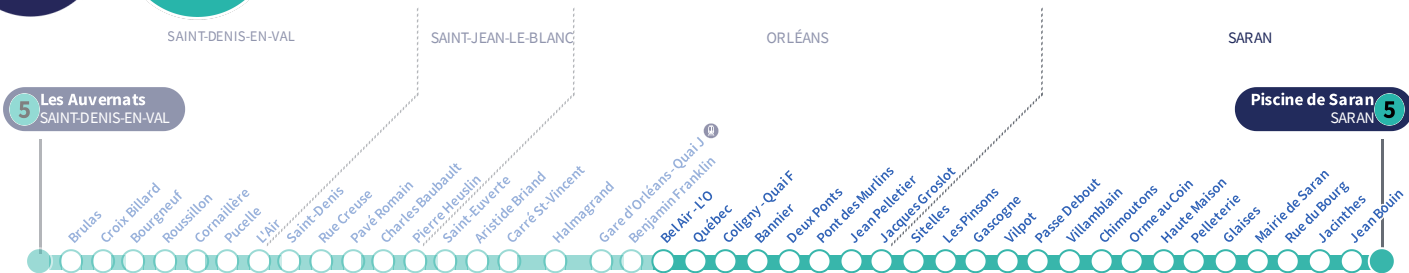 SAINT-DENIS-EN-VAL
SAINT-JEAN-LE-BLANC
ORLÉANS
SARAN
5
Les Auvernats
SAINT-DENIS-EN-VAL
Piscine de Saran
SARAN
5
Brulas
Croix Billard
Bourgneuf
Roussillon
Cornaillère
Pucelle
L'Air
Saint-Denis
Rue Creuse
Pavé Romain
Charles Baubault
Pierre Heuslin
Saint-Euverte
Aristide Briand
Carré St-Vincent
Halmagrand
Gare d'Orléans - Quai J
Benjamin Franklin
Bel Air - L'O
Québec
Coligny - Quai F
Bannier
Deux Ponts
Pont des Murlins
Jean Pelletier
Jacques Groslot
Sitelles
Les Pinsons
Gascogne
Vilpot
Passe Debout
Villamblain
Chimoutons
Orme au Coin
Haute Maison
Pelleterie
Glaises
Mairie de Saran
Rue du Bourg
Jacinthes
Jean Bouin